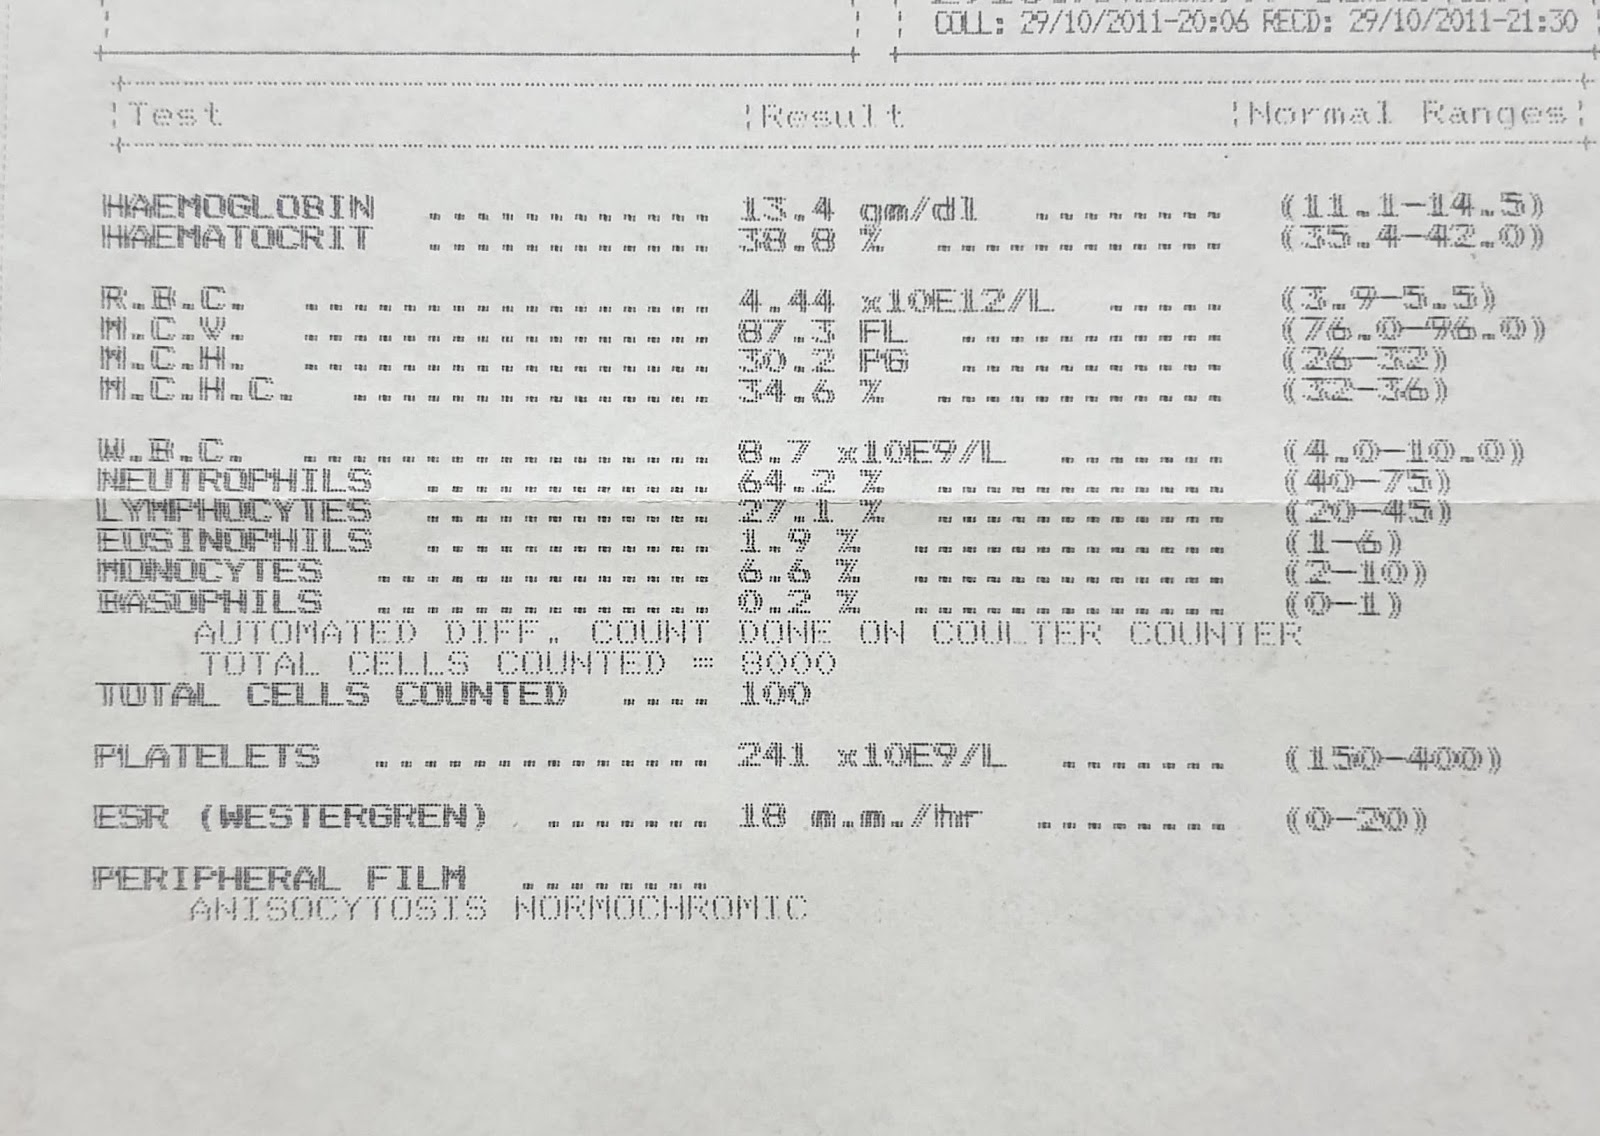 COLL: 29/10/2011-20:06 RECD: 29/10/2011-21:30
Test Result Normal Ranges
HAEMOGLOBIN ............ 13.4 gm/dl ........ (11.1-14.5)
HAEMATOCRIT ............ 38.8 % ............ (35.4-42.0)
R.B.C. ................. 4.44 x10E12/L ..... (3.9-5.5)
M.C.V. ................. 87.3 FL ........... (76.0-96.0)
M.C.H. ................. 30.2 PG ........... (26-32)
M.C.H.C. ............... 34.6 % ............ (32-36)
W.B.C. ................. 8.7 x10E9/L ....... (4.0-10.0)
NEUTROPHILS ............ 64.2 % ............ (40-75)
LYMPHOCYTES ............ 27.1 % ............ (20-45)
EOSINOPHILS ............ 1.9 % ............. (1-6)
MONOCYTES .............. 6.6 % ............. (2-10)
BASOPHILS .............. 0.2 % ............. (0-1)
AUTOMATED DIFF. COUNT DONE ON COULTER COUNTER
TOTAL CELLS COUNTED = 8000
TOTAL CELLS COUNTED .... 100
PLATELETS .............. 241 x10E9/L ....... (150-400)
ESR (WESTERGREN) ....... 18 m.m./hr ........ (0-20)
PERIPHERAL FILM ........
ANISOCYTOSIS NORMOCHROMIC